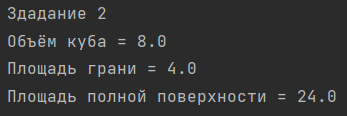 Здадание 2
Объём куба = 8.0
Площадь грани = 4.0
Площадь полной поверхности = 24.0